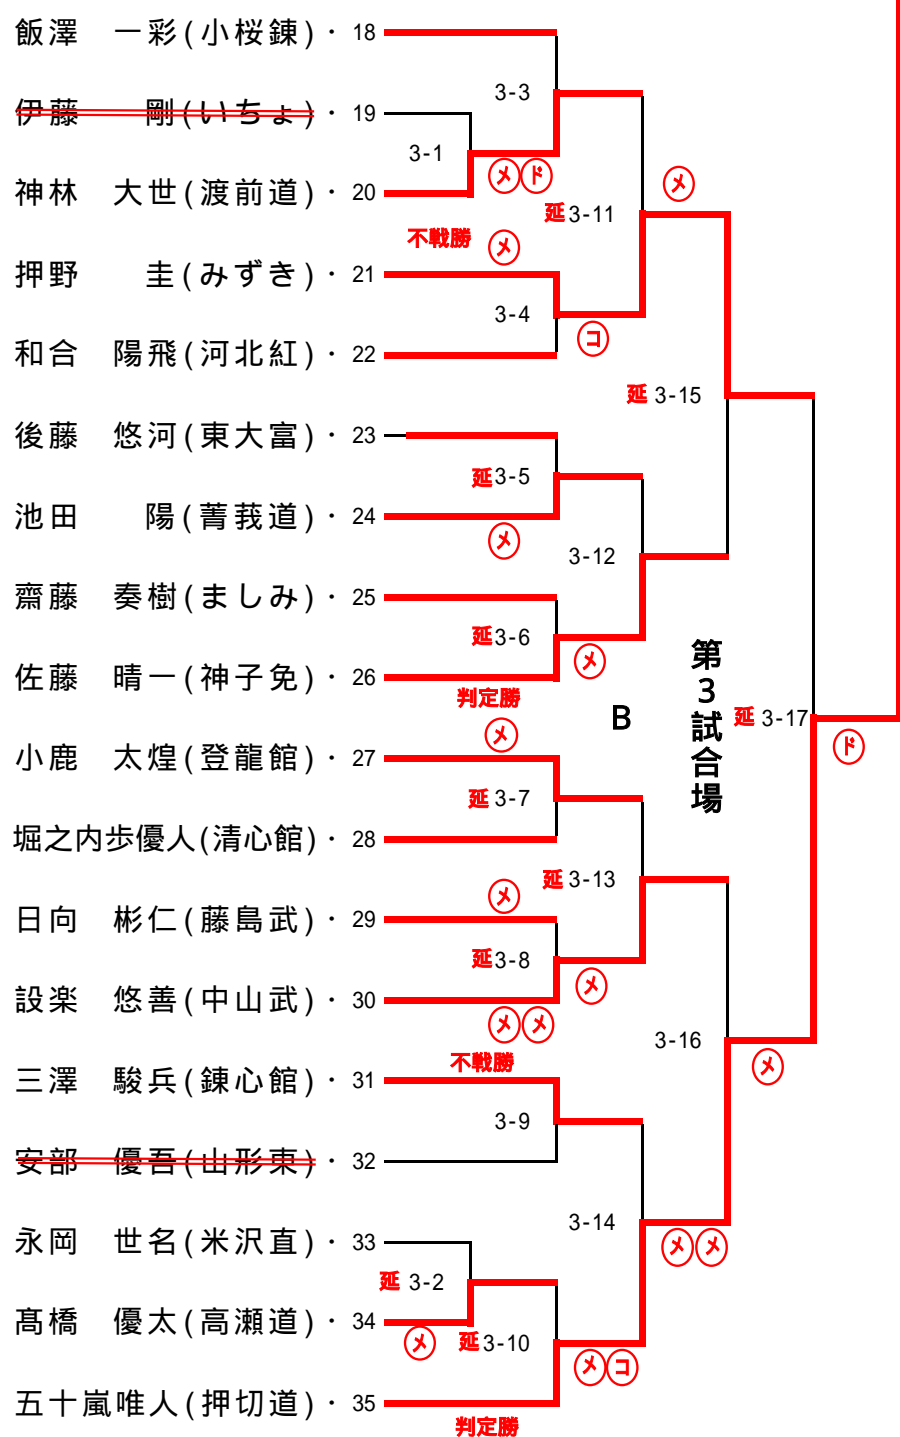 飯澤　一彩(小桜錬)・ 18
3-3
伊藤　　剛(いちょ)・ 19
3-1
メ ド
神林　大世(渡前道)・ 20
メ
延3-11
不戦勝 メ
押野　　圭(みずき)・ 21
3-4
コ
和合　陽飛(河北紅)・ 22
延 3-15
後藤　悠河(東大富)・ 23
延3-5
池田　　陽(菁莪道)・ 24
メ
3-12
齋藤　奏樹(ましみ)・ 25
延3-6
メ
佐藤　晴一(神子免)・ 26
判定勝
B
第3試合場
延 3-17
ド
メ
小鹿　太煌(登龍館)・ 27
延 3-7
堀之内歩優人(清心館)・ 28
延 3-13
メ
日向　彬仁(藤島武)・ 29
延3-8
メ
設楽　悠善(中山武)・ 30
メ メ
3-16
メ
不戦勝
三澤　駿兵(錬心館)・ 31
3-9
安部　優吾(山形東)・ 32
3-14
メ メ
永岡　世名(米沢直)・ 33
延 3-2
髙橋　優太(高瀬道)・ 34
メ
延3-10
メ コ
五十嵐唯人(押切道)・ 35
判定勝